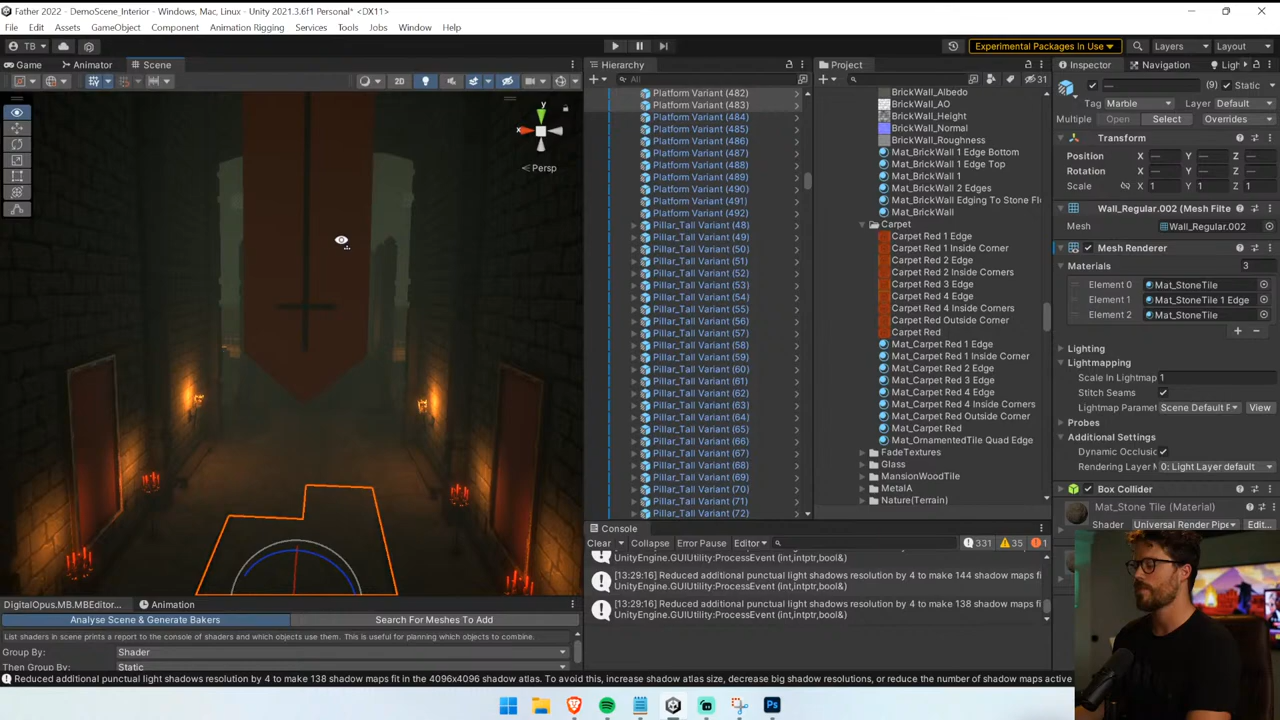 Father 2022 - DemoScene_Interior - Windows, Mac, Linux - Unity 2021.3.6f1 Personal* <DX11>
File Edit Assets GameObject Component Animation Rigging Services Tools Jobs Window Help
TB Experimental Packages In Use Layers Layout
Game Animator Scene
2D
y
x
Persp
Hierarchy
All
Platform Variant (482)
Platform Variant (483)
Platform Variant (484)
Platform Variant (485)
Platform Variant (486)
Platform Variant (487)
Platform Variant (488)
Platform Variant (489)
Platform Variant (490)
Platform Variant (491)
Platform Variant (492)
Pillar_Tall Variant (48)
Pillar_Tall Variant (49)
Pillar_Tall Variant (50)
Pillar_Tall Variant (51)
Pillar_Tall Variant (52)
Pillar_Tall Variant (53)
Pillar_Tall Variant (54)
Pillar_Tall Variant (55)
Pillar_Tall Variant (56)
Pillar_Tall Variant (57)
Pillar_Tall Variant (58)
Pillar_Tall Variant (59)
Pillar_Tall Variant (60)
Pillar_Tall Variant (61)
Pillar_Tall Variant (62)
Pillar_Tall Variant (63)
Pillar_Tall Variant (64)
Pillar_Tall Variant (65)
Pillar_Tall Variant (66)
Pillar_Tall Variant (67)
Pillar_Tall Variant (68)
Pillar_Tall Variant (69)
Pillar_Tall Variant (70)
Pillar_Tall Variant (71)
Pillar_Tall Variant (72)
Project
31
BrickWall_Albedo
BrickWall_AO
BrickWall_Height
BrickWall_Normal
BrickWall_Roughness
Mat_BrickWall 1 Edge Bottom
Mat_BrickWall 1 Edge Top
Mat_BrickWall 1
Mat_BrickWall 2 Edges
Mat_BrickWall Edging To Stone Fl
Mat_BrickWall
Carpet
Carpet Red 1 Edge
Carpet Red 1 Inside Corner
Carpet Red 2 Edge
Carpet Red 2 Inside Corners
Carpet Red 3 Edge
Carpet Red 4 Edge
Carpet Red 4 Inside Corners
Carpet Red Outside Corner
Carpet Red
Mat_Carpet Red 1 Edge
Mat_Carpet Red 1 Inside Corner
Mat_Carpet Red 2 Edge
Mat_Carpet Red 3 Edge
Mat_Carpet Red 4 Edge
Mat_Carpet Red 4 Inside Corners
Mat_Carpet Red Outside Corner
Mat_Carpet Red
Mat_OrnamentedTile Quad Edge
FadeTextures
Glass
MansionWoodTile
MetalA
Nature(Terrain)
Inspector Navigation Ligh
— (9) Static
Tag Marble Layer Default
Multiple Open Select Overrides
Transform
Position X — Y — Z —
Rotation X — Y — Z —
Scale X 1 Y 1 Z 1
Wall_Regular.002 (Mesh Filte
Mesh Wall_Regular.002
Mesh Renderer
Materials 3
Element 0 Mat_StoneTile
Element 1 Mat_StoneTile 1 Edge
Element 2 Mat_StoneTile
Lighting
Lightmapping
Scale In Lightmap 1
Stitch Seams
Lightmap Paramet Scene Default P View
Probes
Additional Settings
Dynamic Occlusic
Rendering Layer M 0: Light Layer default
Box Collider
Mat_Stone Tile (Material)
Shader Universal Render Pipe Edit...
Console
Clear Collapse Error Pause Editor 331 35 1
UnityEngine.GUIUtility:ProcessEvent (int,intptr,bool&)
[13:29:16] Reduced additional punctual light shadows resolution by 4 to make 144 shadow maps fi
UnityEngine.GUIUtility:ProcessEvent (int,intptr,bool&)
[13:29:16] Reduced additional punctual light shadows resolution by 4 to make 138 shadow maps fi
UnityEngine.GUIUtility:ProcessEvent (int,intptr,bool&)
DigitalOpus.MB.MBEditor... Animation
Analyse Scene & Generate Bakers Search For Meshes To Add
List shaders in scene prints a report to the console of shaders and which objects use them. This is useful for planning which objects to combine.
Group By: Shader
Then Group By: Static
Reduced additional punctual light shadows resolution by 4 to make 138 shadow maps fit in the 4096x4096 shadow atlas. To avoid this, increase shadow atlas size, decrease big shadow resolutions, or reduce the number of shadow maps active